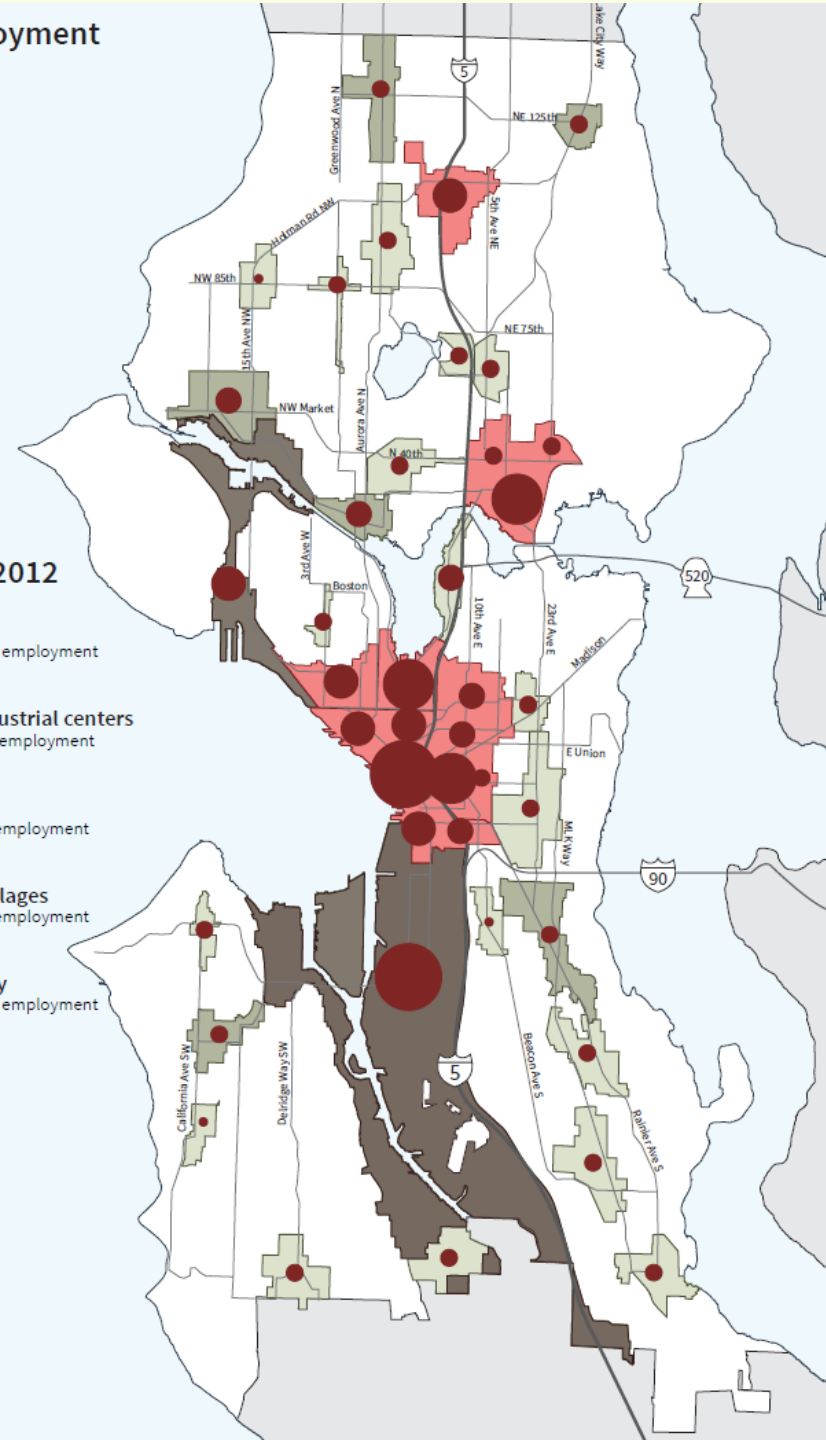 oyment
Lake City Way
5
Greenwood Ave N
NE 125th
5th Ave NE
Holman Rd NW
NW 85th
15th Ave NW
NE 75th
NW Market
Aurora Ave N
N 40th
2012
3rd Ave W
Boston
520
10th Ave E
23rd Ave E
Madison
employment
ustrial centers
employment
E Union
employment
MLK Way
90
lages
employment
y
employment
California Ave SW
Delridge Way SW
5
Beacon Ave S
Rainier Ave S